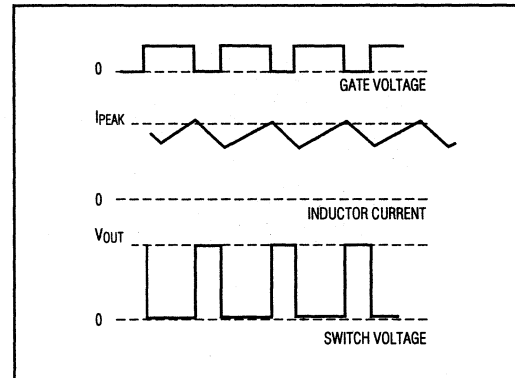 0
GATE VOLTAGE
IPEAK
0
INDUCTOR CURRENT
VOUT
0
SWITCH VOLTAGE